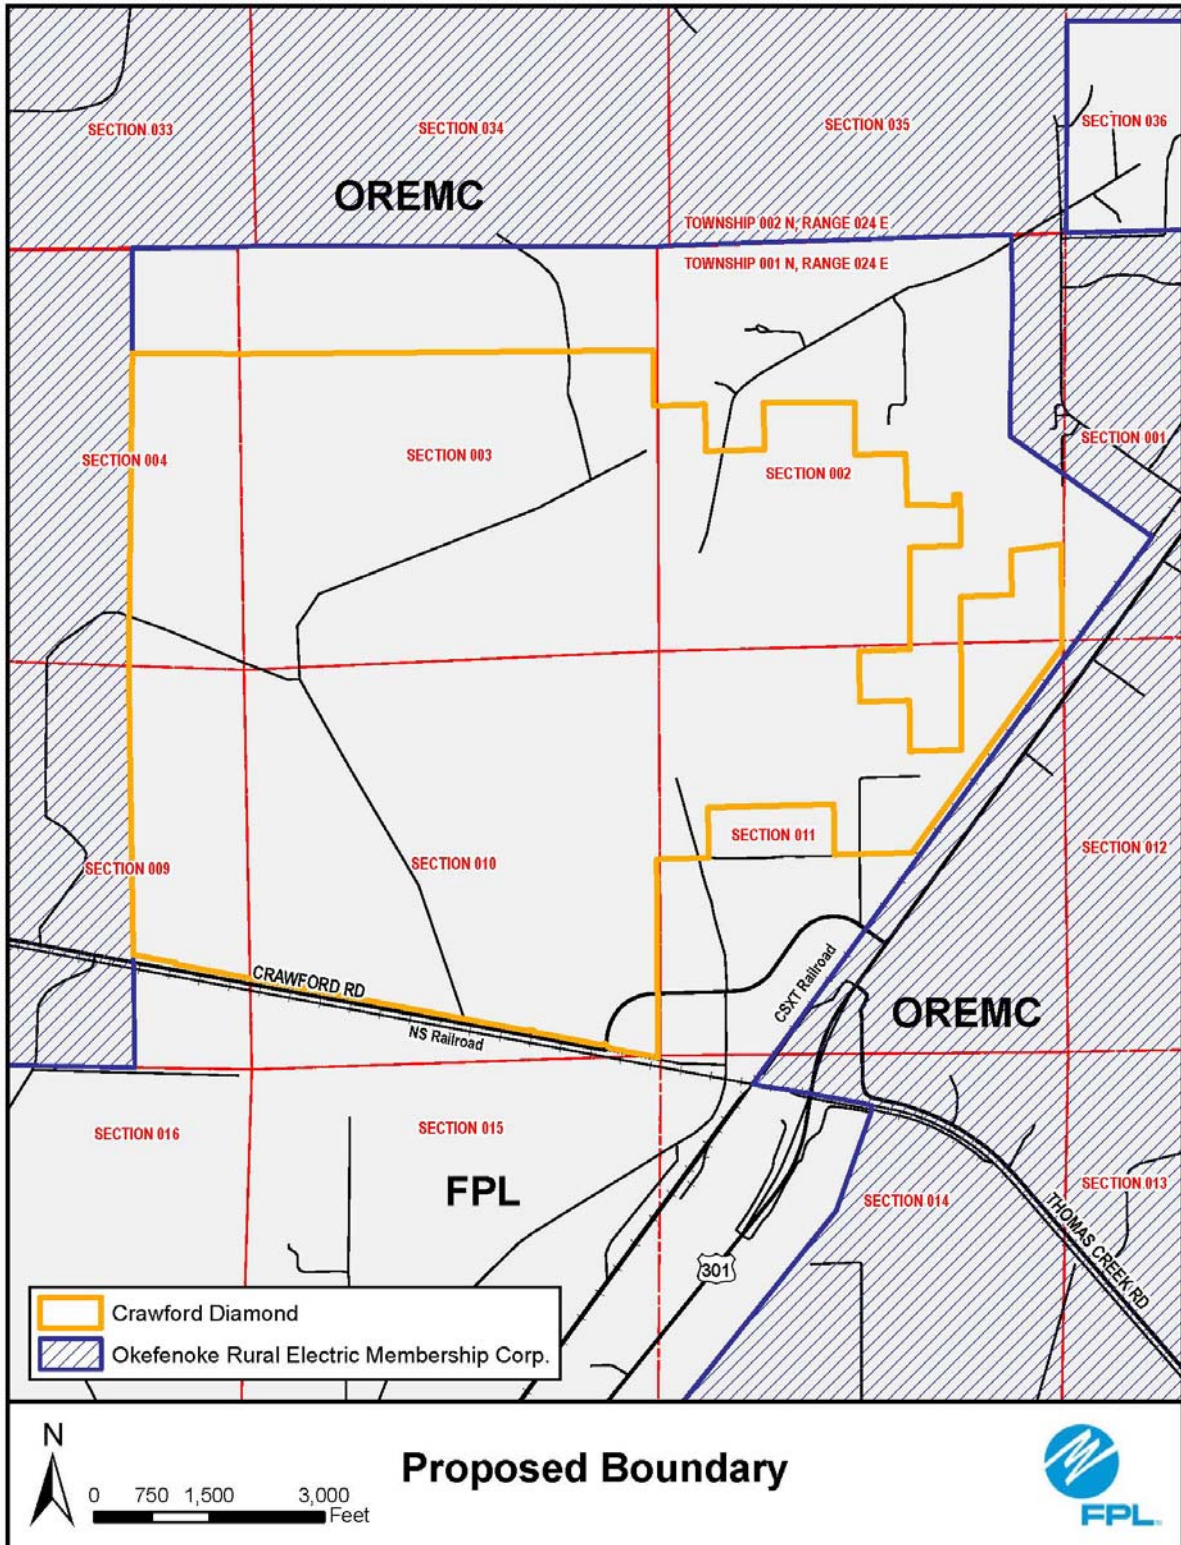 SECTION 033
SECTION 034
SECTION 035
SECTION 036
OREMC
TOWNSHIP 002 N, RANGE 024 E
TOWNSHIP 001 N, RANGE 024 E
SECTION 004
SECTION 003
SECTION 002
SECTION 001
SECTION 009
SECTION 010
SECTION 011
SECTION 012
CRAWFORD RD
NS Railroad
CSXT Railroad
OREMC
SECTION 016
SECTION 015
FPL
SECTION 014
SECTION 013
THOMAS CREEK RD
301
Crawford Diamond
Okefenoke Rural Electric Membership Corp.
N
0 750 1,500 3,000
Feet
Proposed Boundary
FPL